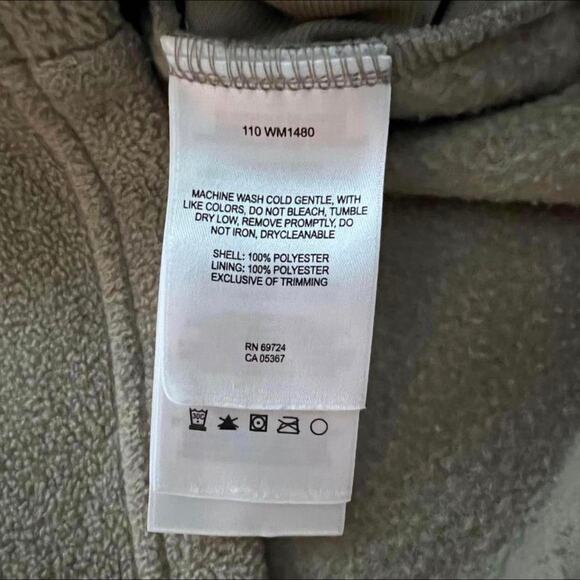 110 WM1480
MACHINE WASH COLD GENTLE, WITH
LIKE COLORS, DO NOT BLEACH, TUMBLE
DRY LOW, REMOVE PROMPTLY, DO
NOT IRON, DRYCLEANABLE
SHELL: 100% POLYESTER
LINING: 100% POLYESTER
EXCLUSIVE OF TRIMMING
RN 69724
CA 05367
30C